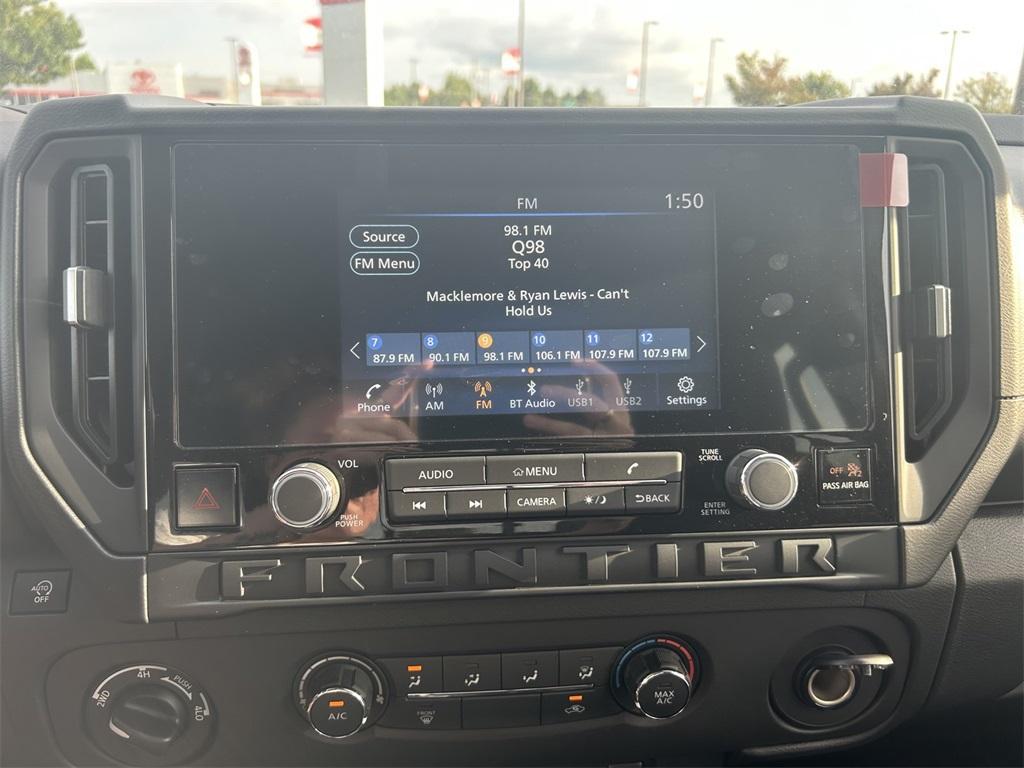 FM
1:50
Source
98.1 FM
Q98
FM Menu
Top 40
Macklemore & Ryan Lewis - Can't
Hold Us
7 8 9 10 11 12
87.9 FM 90.1 FM 98.1 FM 106.1 FM 107.9 FM 107.9 FM
Phone AM FM BT Audio USB1 USB2 Settings
VOL
PUSH
POWER
AUDIO MENU
CAMERA BACK
TUNE
SCROLL
ENTER
SETTING
OFF 2
PASS AIR BAG
FRONTIER
AUTO
OFF
2WD 4H PUSH 4LO
A/C
FRONT
MAX
A/C